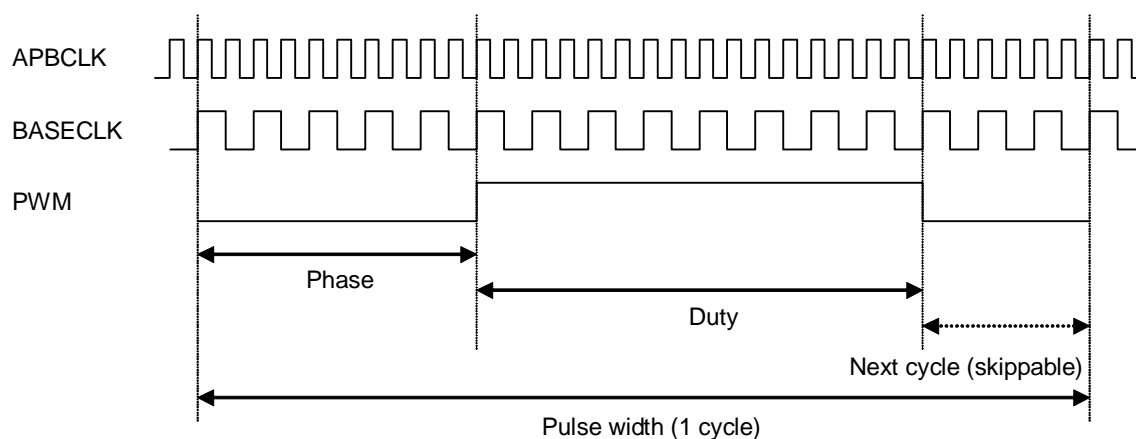 APBCLK
BASECLK
PWM
Phase
Duty
Next cycle (skippable)
Pulse width (1 cycle)